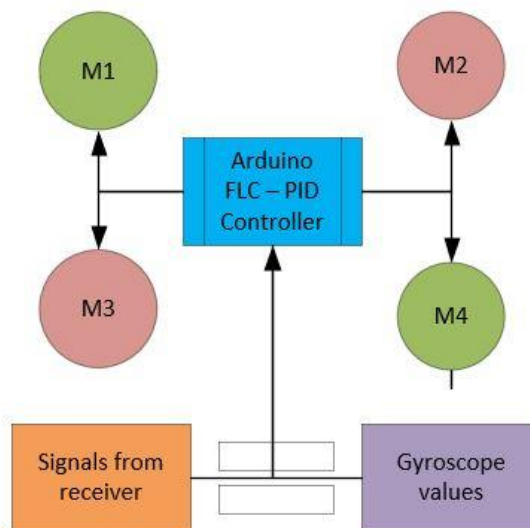 M1
M2
Arduino
FLC – PID
Controller
M3
M4
Signals from
receiver
Gyroscope
values